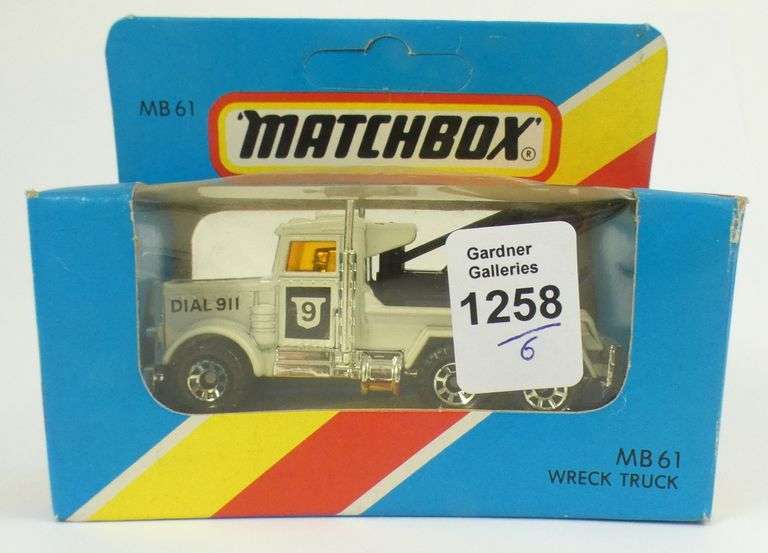 MB 61
"MATCHBOX"®
Gardner
Galleries
1258
6
DIAL 911
9
MB 61
WRECK TRUCK